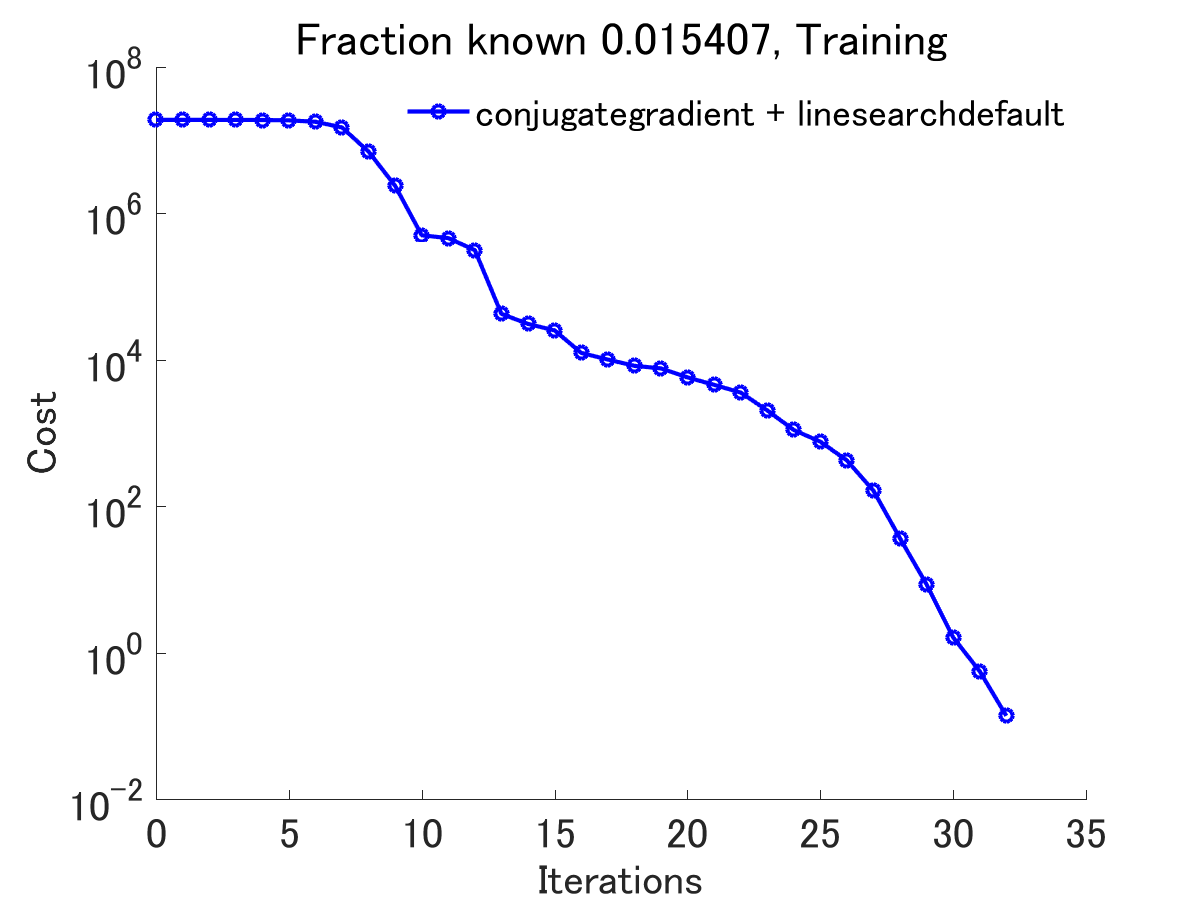 Fraction known 0.015407, Training
conjugategradient + linesearchdefault
Cost
10^8
10^6
10^4
10^2
10^0
10^-2
0 5 10 15 20 25 30 35
Iterations